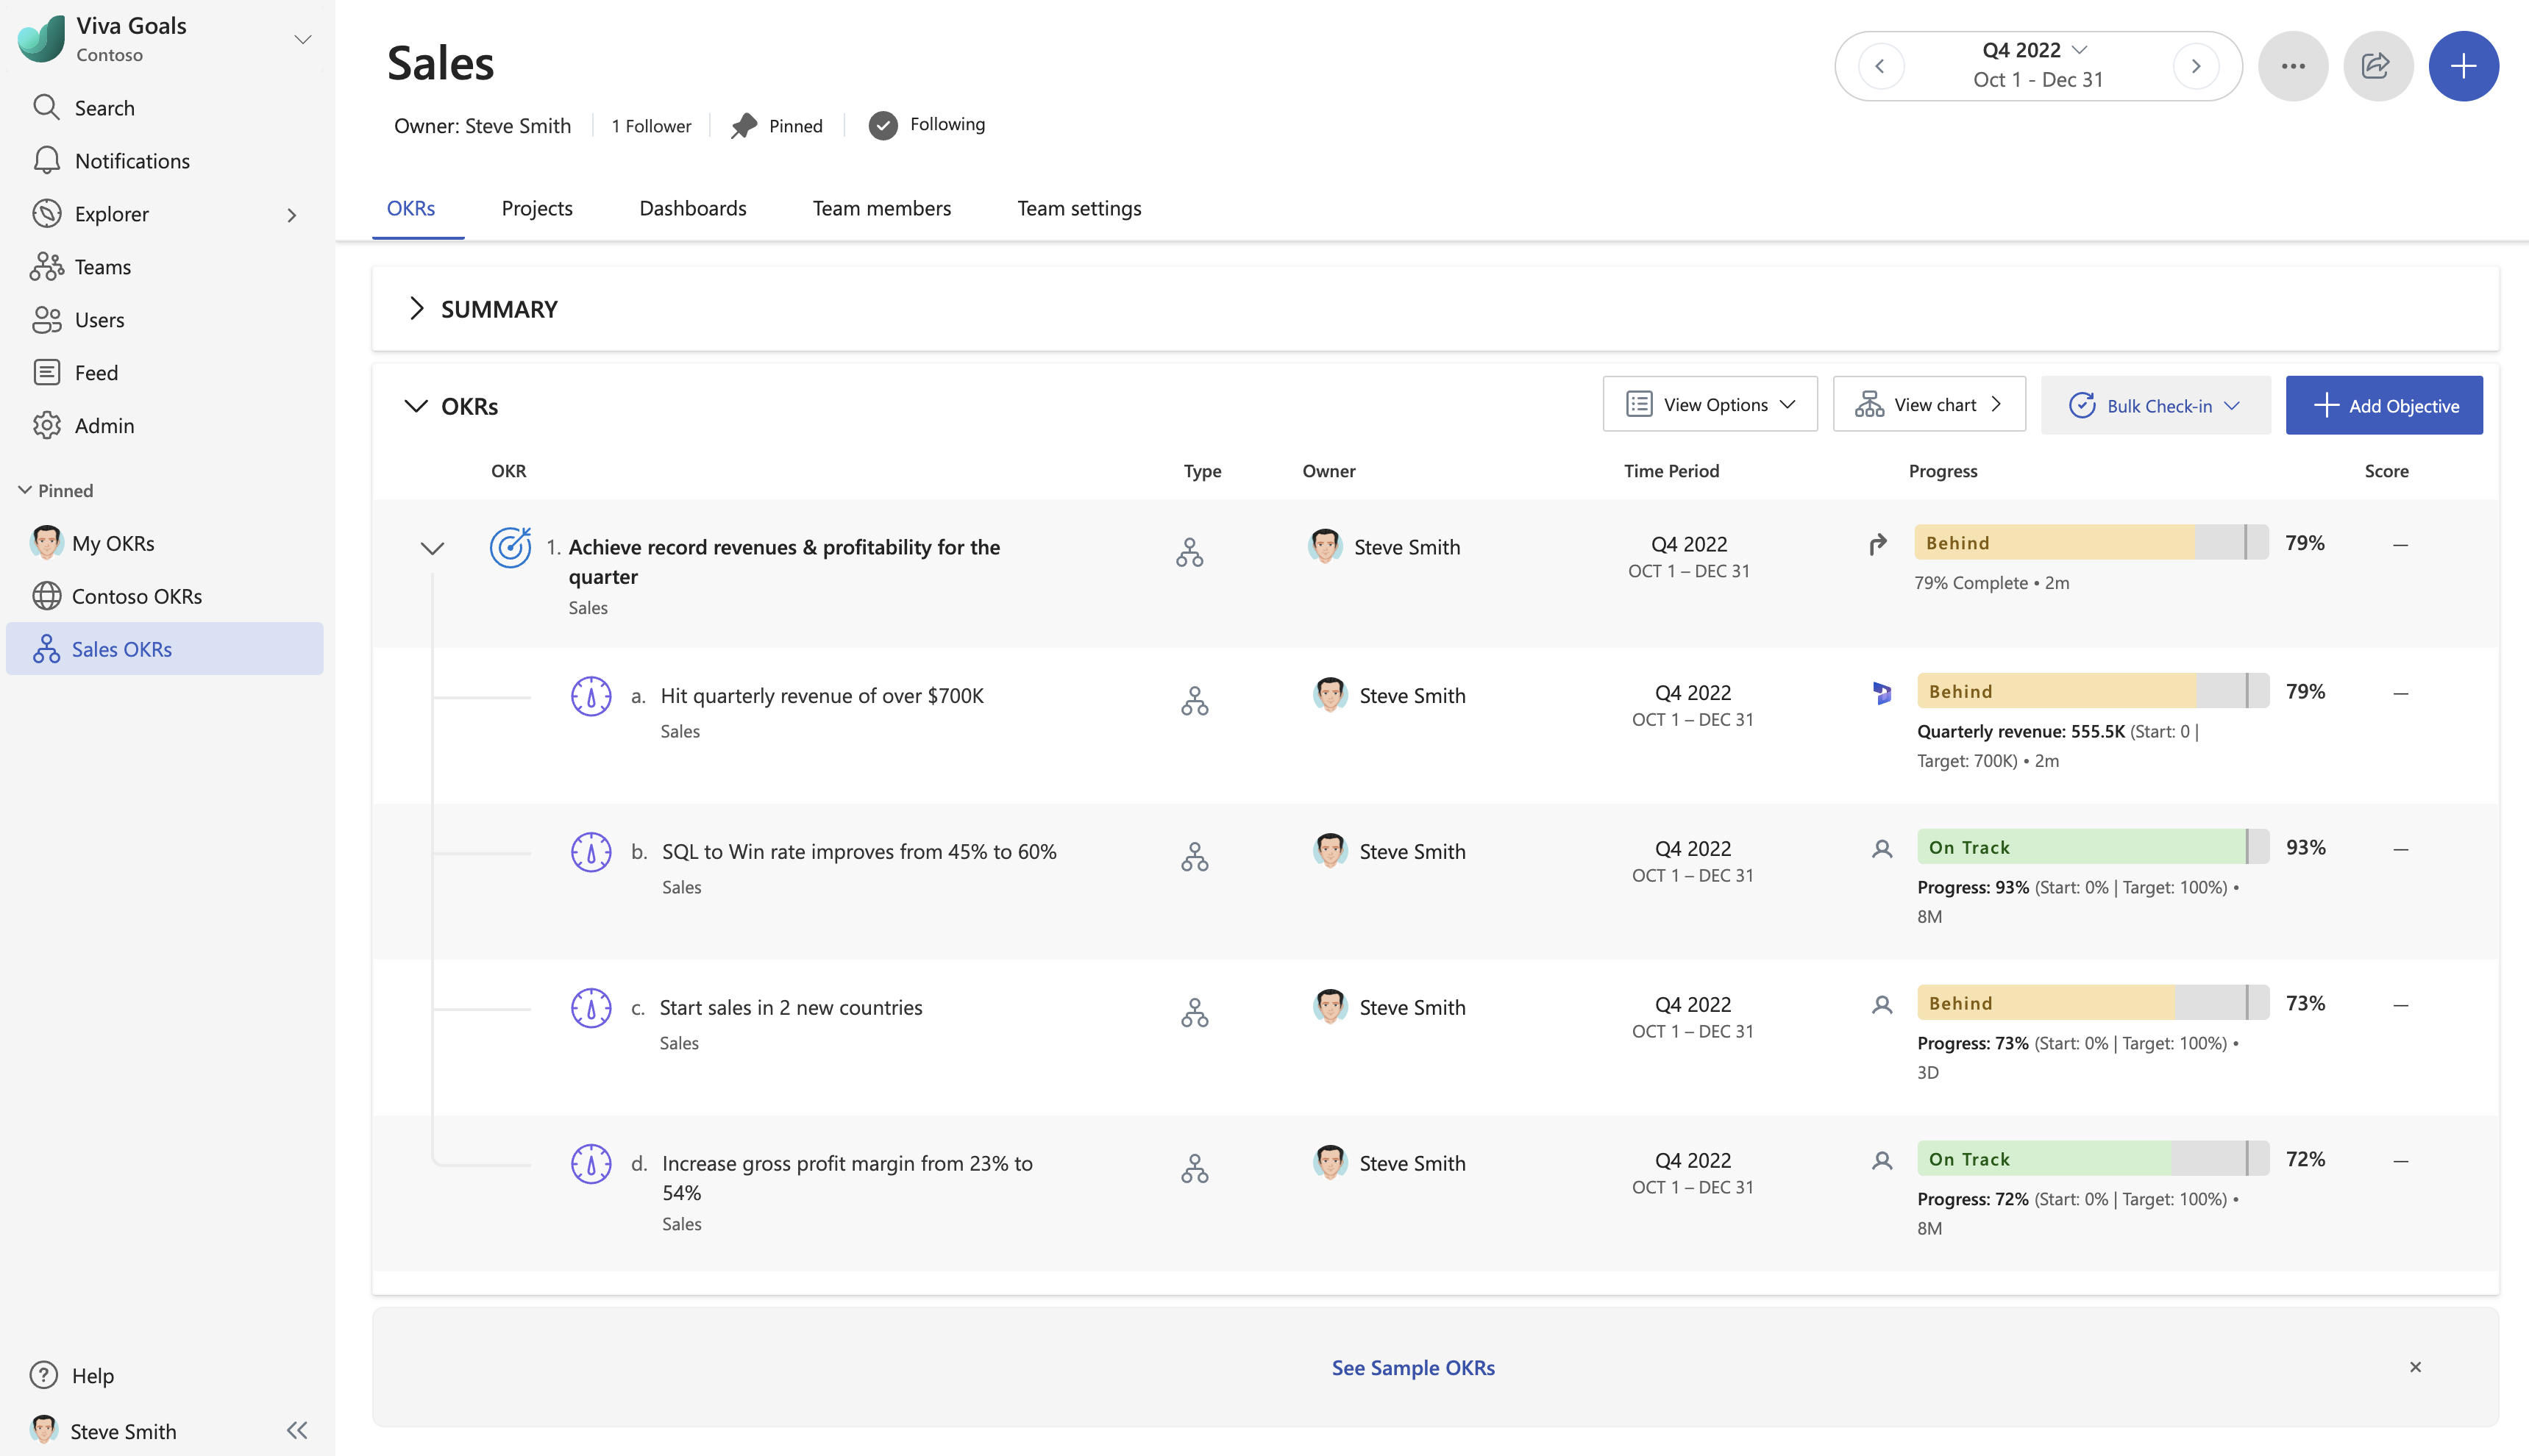 Viva Goals
Contoso
Search
Notifications
Explorer
Teams
Users
Feed
Admin
Pinned
My OKRs
Contoso OKRs
Sales OKRs
Help
Steve Smith
Sales
Q4 2022
Oct 1 - Dec 31
Owner: Steve Smith
1 Follower
Pinned
Following
OKRs
Projects
Dashboards
Team members
Team settings
SUMMARY
OKRs
View Options
View chart
Bulk Check-in
Add Objective
OKR
Type
Owner
Time Period
Progress
Score
1. Achieve record revenues & profitability for the
quarter
Sales
Steve Smith
Q4 2022
OCT 1 – DEC 31
Behind
79%
—
79% Complete • 2m
a. Hit quarterly revenue of over $700K
Sales
Steve Smith
Q4 2022
OCT 1 – DEC 31
Behind
79%
—
Quarterly revenue: 555.5K (Start: 0 |
Target: 700K) • 2m
b. SQL to Win rate improves from 45% to 60%
Sales
Steve Smith
Q4 2022
OCT 1 – DEC 31
On Track
93%
—
Progress: 93% (Start: 0% | Target: 100%) •
8M
c. Start sales in 2 new countries
Sales
Steve Smith
Q4 2022
OCT 1 – DEC 31
Behind
73%
—
Progress: 73% (Start: 0% | Target: 100%) •
3D
d. Increase gross profit margin from 23% to
54%
Sales
Steve Smith
Q4 2022
OCT 1 – DEC 31
On Track
72%
—
Progress: 72% (Start: 0% | Target: 100%) •
8M
See Sample OKRs